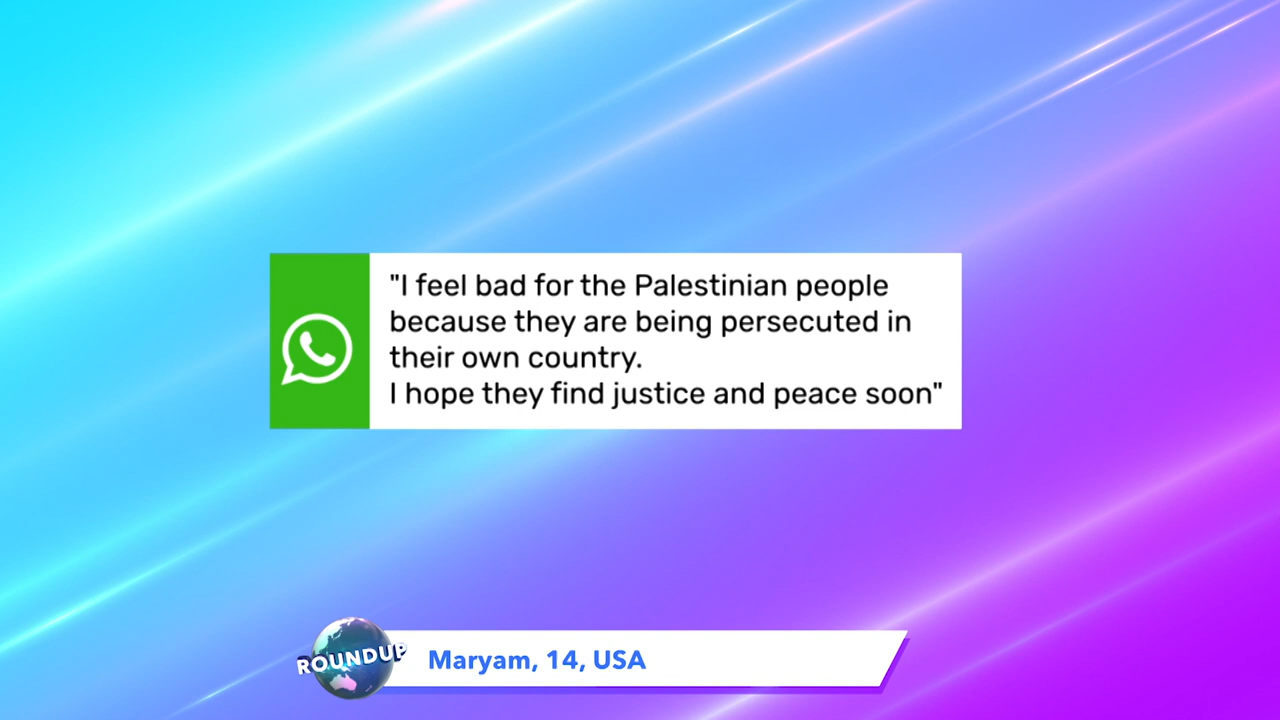 "I feel bad for the Palestinian people
because they are being persecuted in
their own country.
I hope they find justice and peace soon"
ROUNDUP
Maryam, 14, USA